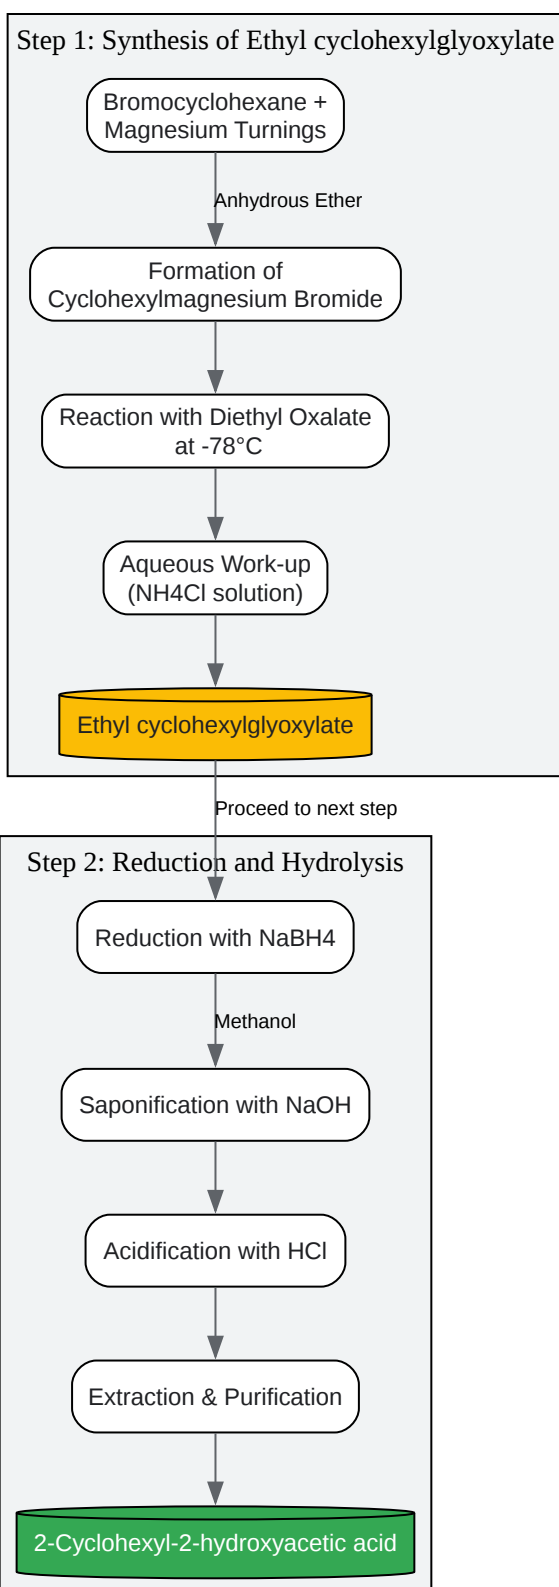 Step 1: Synthesis of Ethyl cyclohexylglyoxylate
Bromocyclohexane +
Magnesium Turnings
Anhydrous Ether
Formation of
Cyclohexylmagnesium Bromide
Reaction with Diethyl Oxalate
at -78°C
Aqueous Work-up
(NH4Cl solution)
Ethyl cyclohexylglyoxylate
Proceed to next step
Step 2: Reduction and Hydrolysis
Reduction with NaBH4
Methanol
Saponification with NaOH
Acidification with HCl
Extraction & Purification
2-Cyclohexyl-2-hydroxyacetic acid